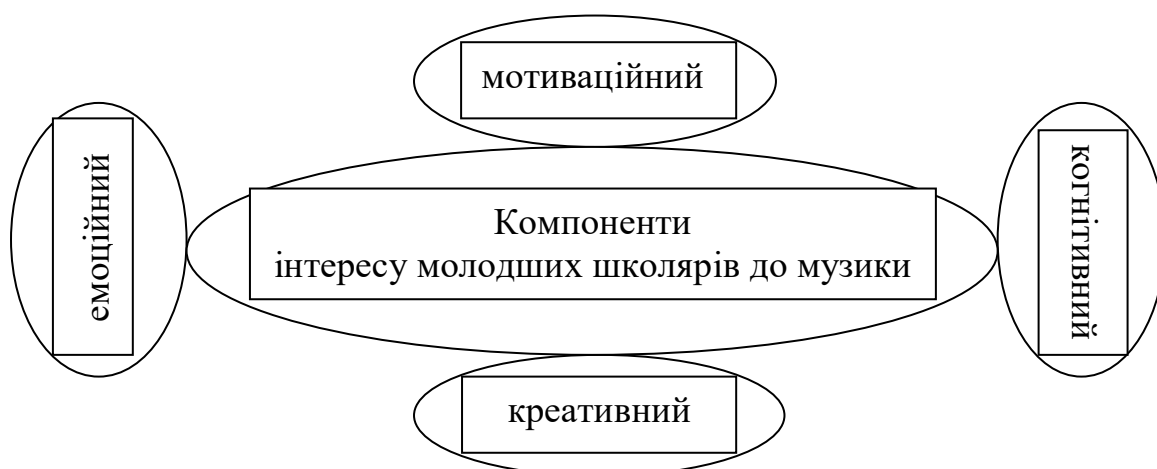 мотиваційний
емоційний
Компоненти
інтересу молодших школярів до музики
когнітивний
креативний